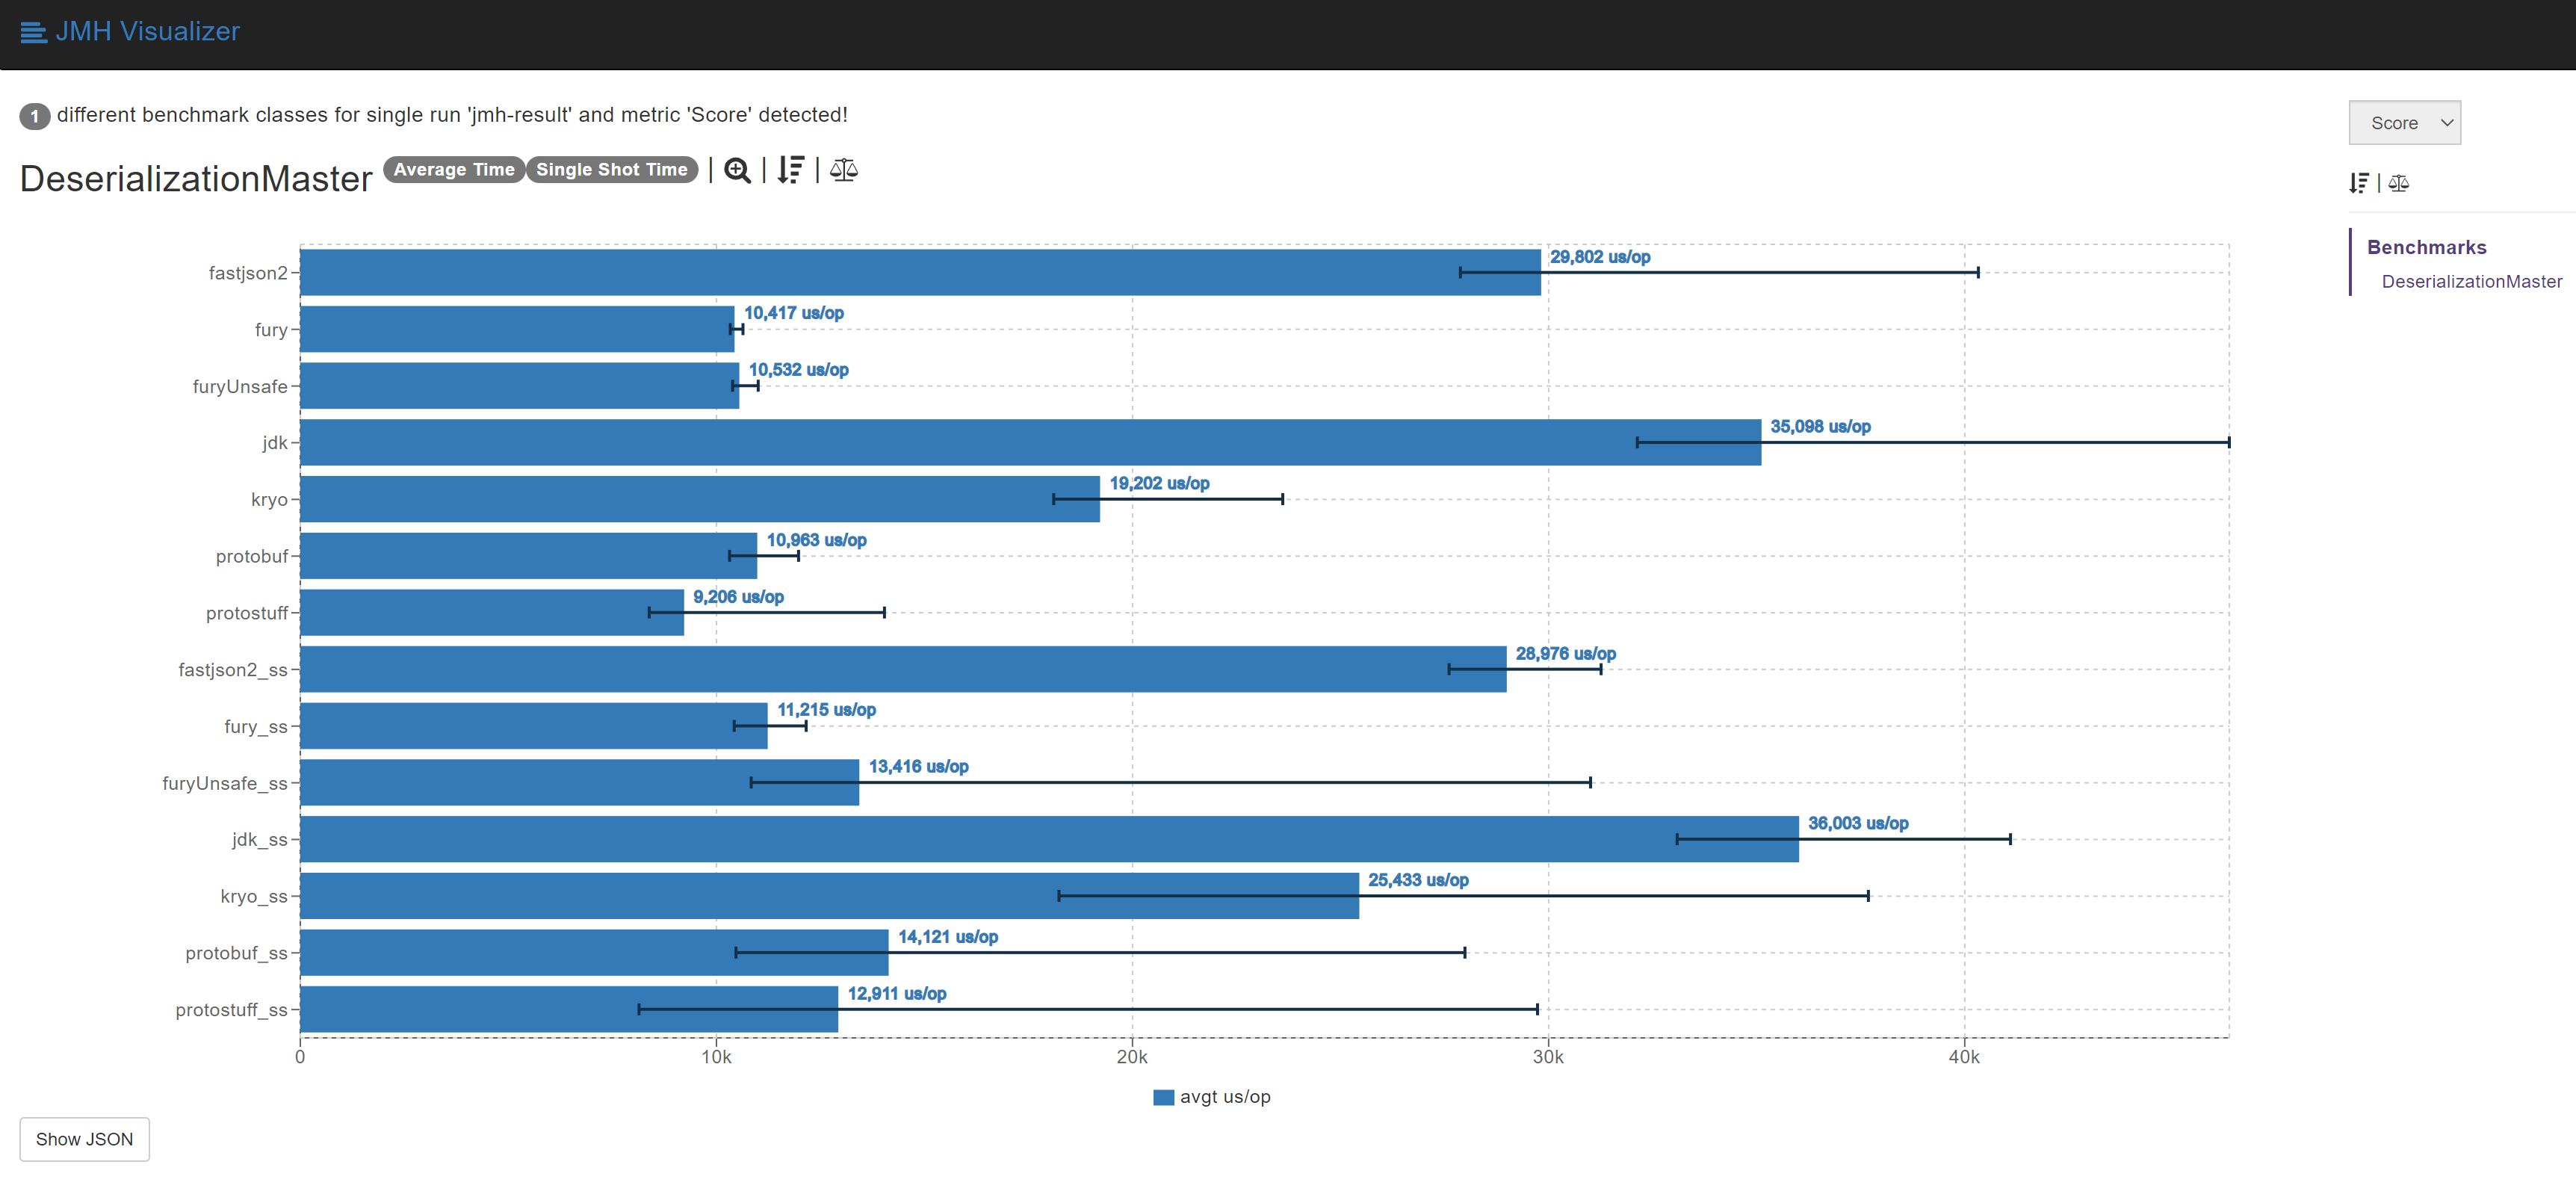 JMH Visualizer
1 different benchmark classes for single run 'jmh-result' and metric 'Score' detected!
Score
DeserializationMaster Average Time Single Shot Time | | |
|
Benchmarks
DeserializationMaster
fastjson2 29,802 us/op
fury 10,417 us/op
furyUnsafe 10,532 us/op
jdk 35,098 us/op
kryo 19,202 us/op
protobuf 10,963 us/op
protostuff 9,206 us/op
fastjson2_ss 28,976 us/op
fury_ss 11,215 us/op
furyUnsafe_ss 13,416 us/op
jdk_ss 36,003 us/op
kryo_ss 25,433 us/op
protobuf_ss 14,121 us/op
protostuff_ss 12,911 us/op
0 10k 20k 30k 40k
avgt us/op
Show JSON